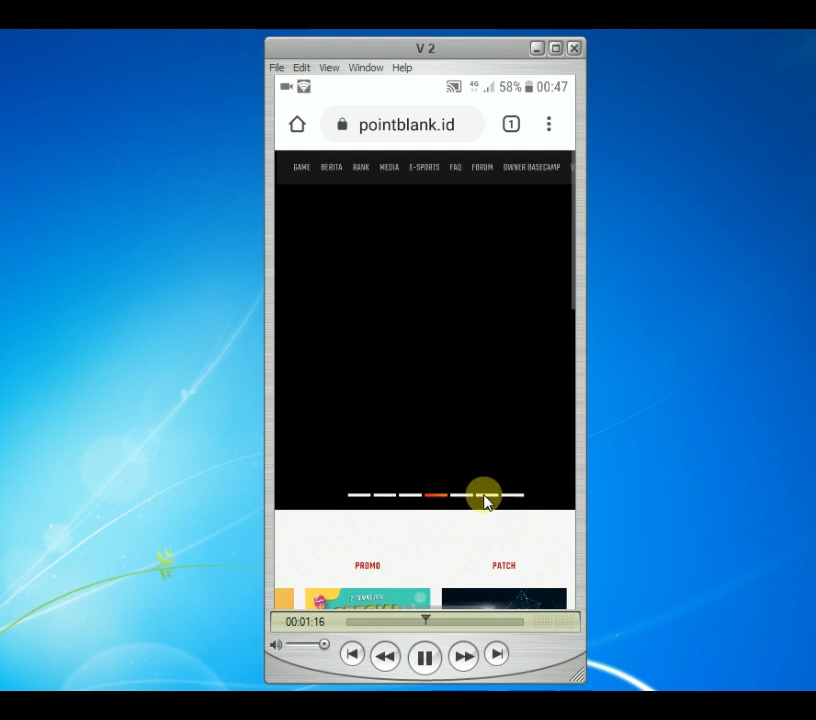 V 2
File Edit View Window Help
4G 58% 00:47
pointblank.id 1
GAME BERITA RANK MEDIA E-SPORTS FAQ FORUM OWNER BASECAMP
PROMO PATCH
00:01:16